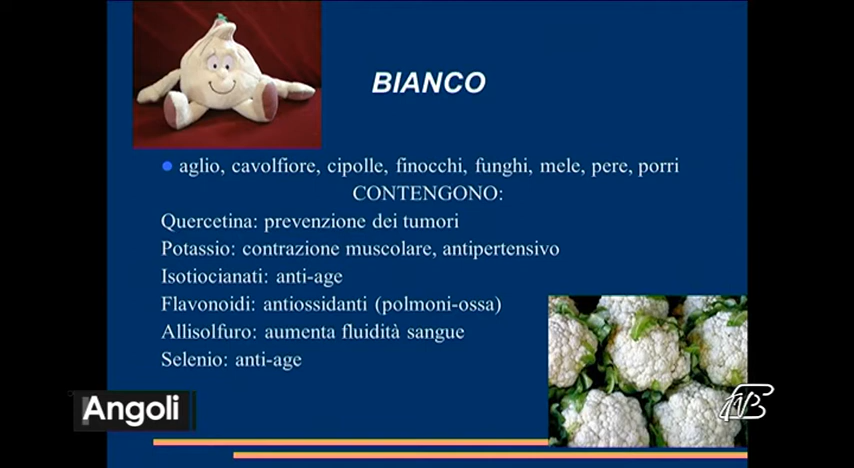 BIANCO
aglio, cavolfiore, cipolle, finocchi, funghi, mele, pere, porri
CONTENGONO:
Quercetina: prevenzione dei tumori
Potassio: contrazione muscolare, antipertensivo
Isotiocianati: anti-age
Flavonoidi: antiossidanti (polmoni-ossa)
Allisolfuro: aumenta fluidità sangue
Selenio: anti-age
Angoli